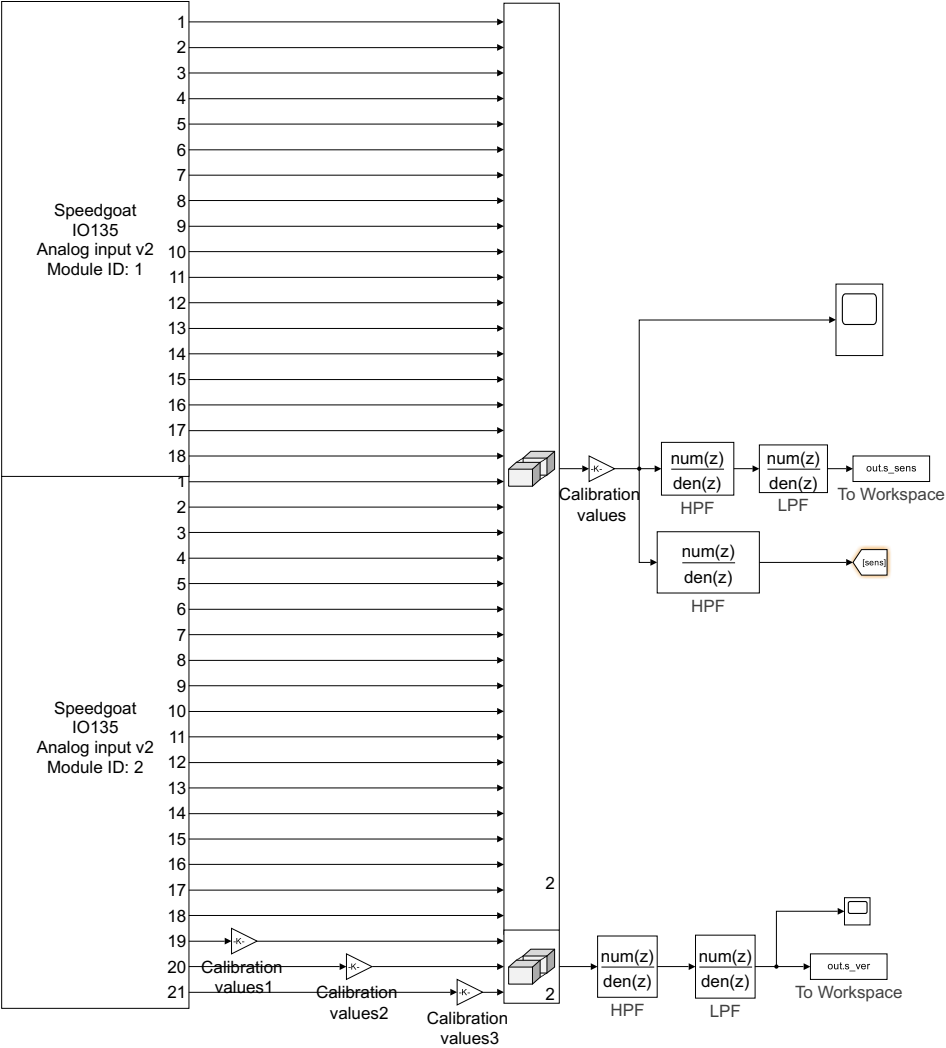 1
2
3
4
5
6
7
8
9
10
11
12
13
14
15
16
17
18
Speedgoat
IO135
Analog input v2
Module ID: 1
-K-
Calibration
values
num(z)
den(z)
HPF
num(z)
den(z)
LPF
out.s_sens
To Workspace
num(z)
den(z)
HPF
[sens]
1
2
3
4
5
6
7
8
9
10
11
12
13
14
15
16
17
18
19
20
21
Speedgoat
IO135
Analog input v2
Module ID: 2
2
-K-
Calibration
values1
-K-
Calibration
values2
-K-
Calibration
values3
2
num(z)
den(z)
HPF
num(z)
den(z)
LPF
out.s_ver
To Workspace